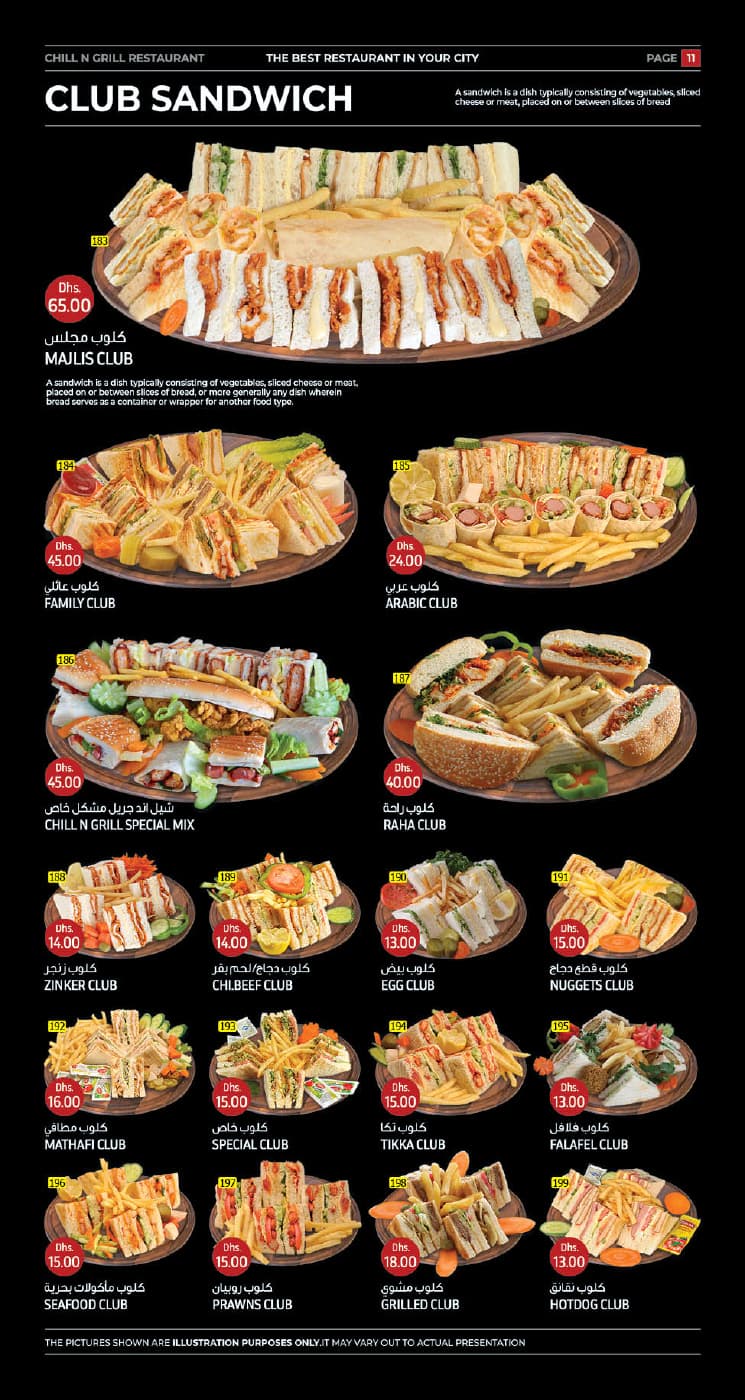 CHILL N GRILL RESTAURANT
THE BEST RESTAURANT IN YOUR CITY
PAGE 11
CLUB SANDWICH
A sandwich is a dish typically consisting of vegetables, sliced
cheese or meat, placed on or between slices of bread
183
Dhs.
65.00
كلوب مجلس
MAJLIS CLUB
A sandwich is a dish typically consisting of vegetables, sliced cheese or meat,
placed on or between slices of bread, or more generally any dish wherein
bread serves as a container or wrapper for another food type.
184
Dhs.
45.00
كلوب عائلي
FAMILY CLUB
185
Dhs.
24.00
كلوب عربي
ARABIC CLUB
186
Dhs.
45.00
شيل اند جريل مشكل خاص
CHILL N GRILL SPECIAL MIX
187
Dhs.
40.00
كلوب راحة
RAHA CLUB
188
Dhs.
14.00
كلوب زنجر
ZINKER CLUB
189
Dhs.
14.00
كلوب دجاج/لحم بقر
CHI.BEEF CLUB
190
Dhs.
13.00
كلوب بيض
EGG CLUB
191
Dhs.
15.00
كلوب قطع دجاج
NUGGETS CLUB
192
Dhs.
16.00
كلوب مطافي
MATHAFI CLUB
193
Dhs.
15.00
كلوب خاص
SPECIAL CLUB
194
Dhs.
15.00
كلوب تكا
TIKKA CLUB
195
Dhs.
13.00
كلوب فلافل
FALAFEL CLUB
196
Dhs.
15.00
كلوب مأكولات بحرية
SEAFOOD CLUB
197
Dhs.
15.00
كلوب روبيان
PRAWNS CLUB
198
Dhs.
18.00
كلوب مشوي
GRILLED CLUB
199
Dhs.
13.00
كلوب نقانق
HOTDOG CLUB
THE PICTURES SHOWN ARE ILLUSTRATION PURPOSES ONLY.IT MAY VARY OUT TO ACTUAL PRESENTATION